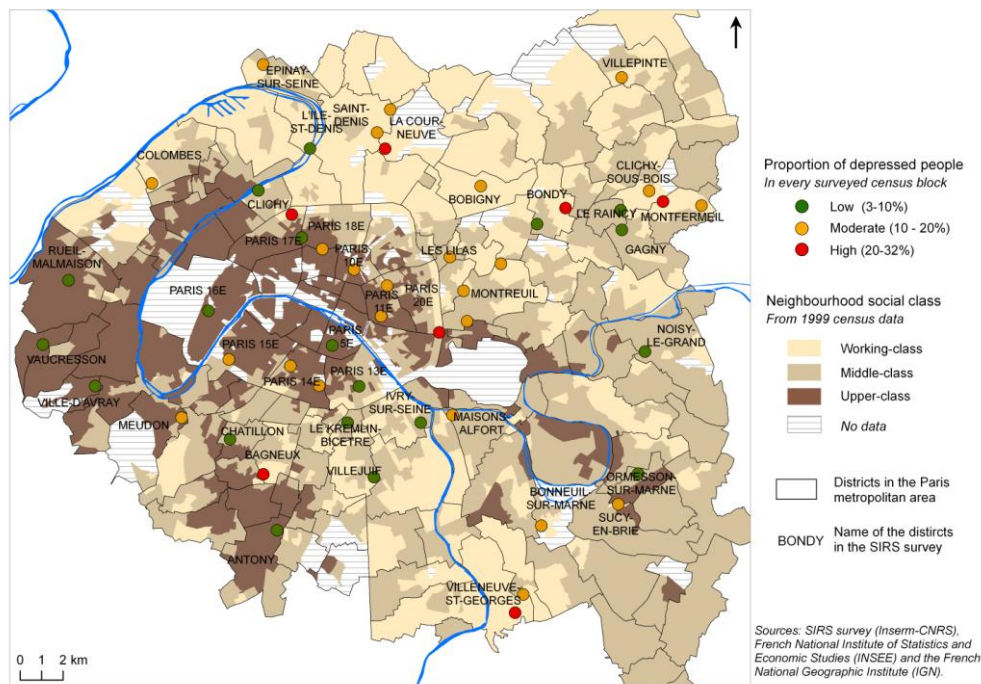 VILLEPINTE
EPINAY-
SUR-SEINE
SAINT-
DENIS
L'ILE-
ST-DENIS
LA COUR-
NEUVE
COLOMBES
CLICHY-
SOUS-BOIS
BONDY
BOBIGNY
LE RAINCY
MONTFERMEIL
CLICHY
PARIS 18E
PARIS 17E
GAGNY
RUEIL-
MALMAISON
PARIS
10E
LES LILAS
PARIS 16E
PARIS
11E
PARIS
20E
MONTREUIL
PARIS
5E
NOISY-
LE-GRAND
VAUCRESSON
PARIS 15E
PARIS 14E
PARIS 13E
VILLE-D'AVRAY
IVRY-
SUR-SEINE
MEUDON
MAISONS-
ALFORT
CHATILLON
LE KREMLIN-
BICETRE
BAGNEUX
VILLEJUIF
ORMESSON-
SUR-MARNE
BONNEUIL-
SUR-MARNE
SUCY-
EN-BRIE
ANTONY
VILLENEUVE-
ST-GEORGES
0 1 2 km
Proportion of depressed people
In every surveyed census block
Low (3-10%)
Moderate (10 - 20%)
High (20-32%)
Neighbourhood social class
From 1999 census data
Working-class
Middle-class
Upper-class
No data
Districts in the Paris
metropolitan area
BONDY
Name of the distircts
in the SIRS survey
Sources: SIRS survey (Inserm-CNRS),
French National Institute of Statistics and
Economic Studies (INSEE) and the French
National Geographic Institute (IGN).